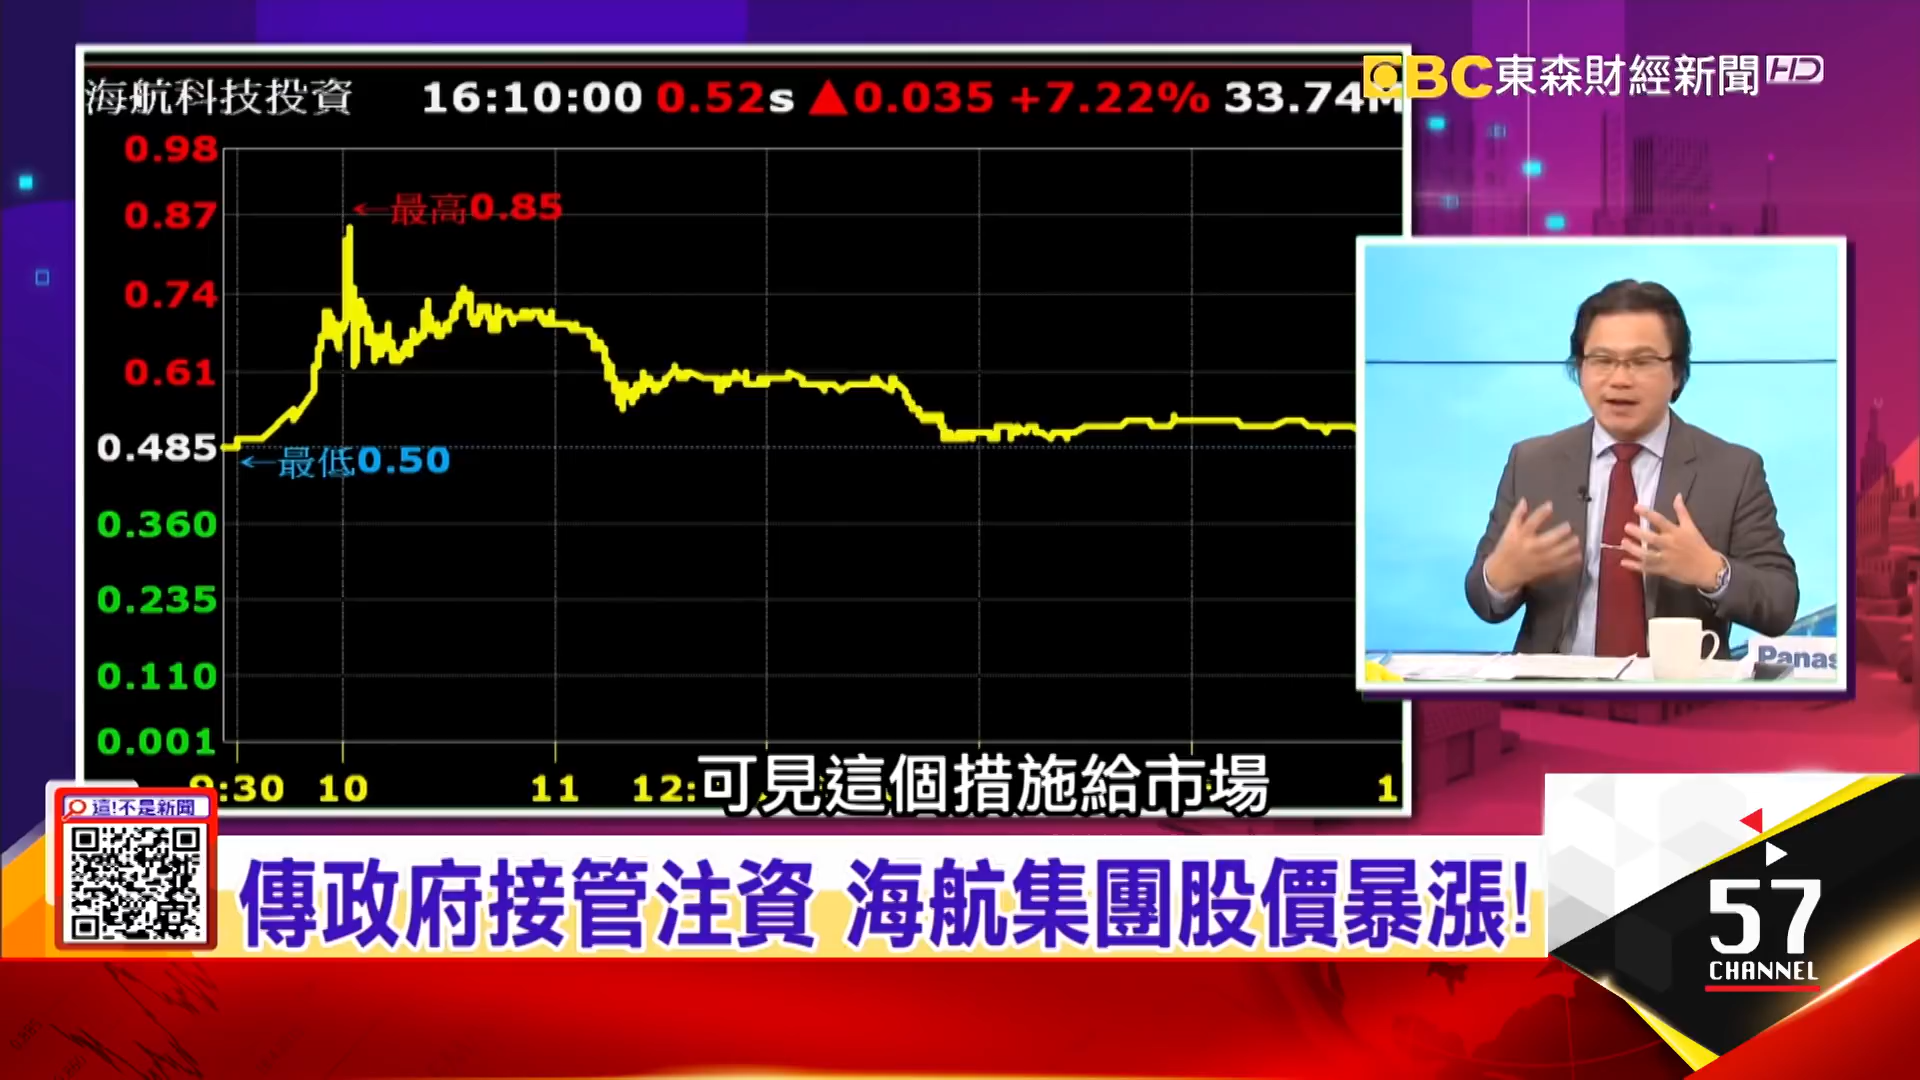 海航科技投資 16:10:00 0.52s ▲0.035 +7.22% 33.74M
EBC東森財經新聞HD
0.98
←最高0.85
0.87
0.74
0.61
0.485
←最低0.50
0.360
0.235
0.110
0.001
9:30 10 11 12: 1
Panas
可見這個措施給市場
這!不是新聞
傳政府接管注資 海航集團股價暴漲!
57
CHANNEL